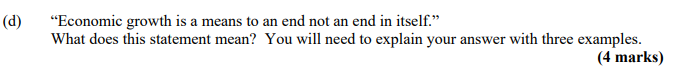 (d) “Economic growth is a means to an end not an end in itself.”
What does this statement mean? You will need to explain your answer with three examples.
(4 marks)